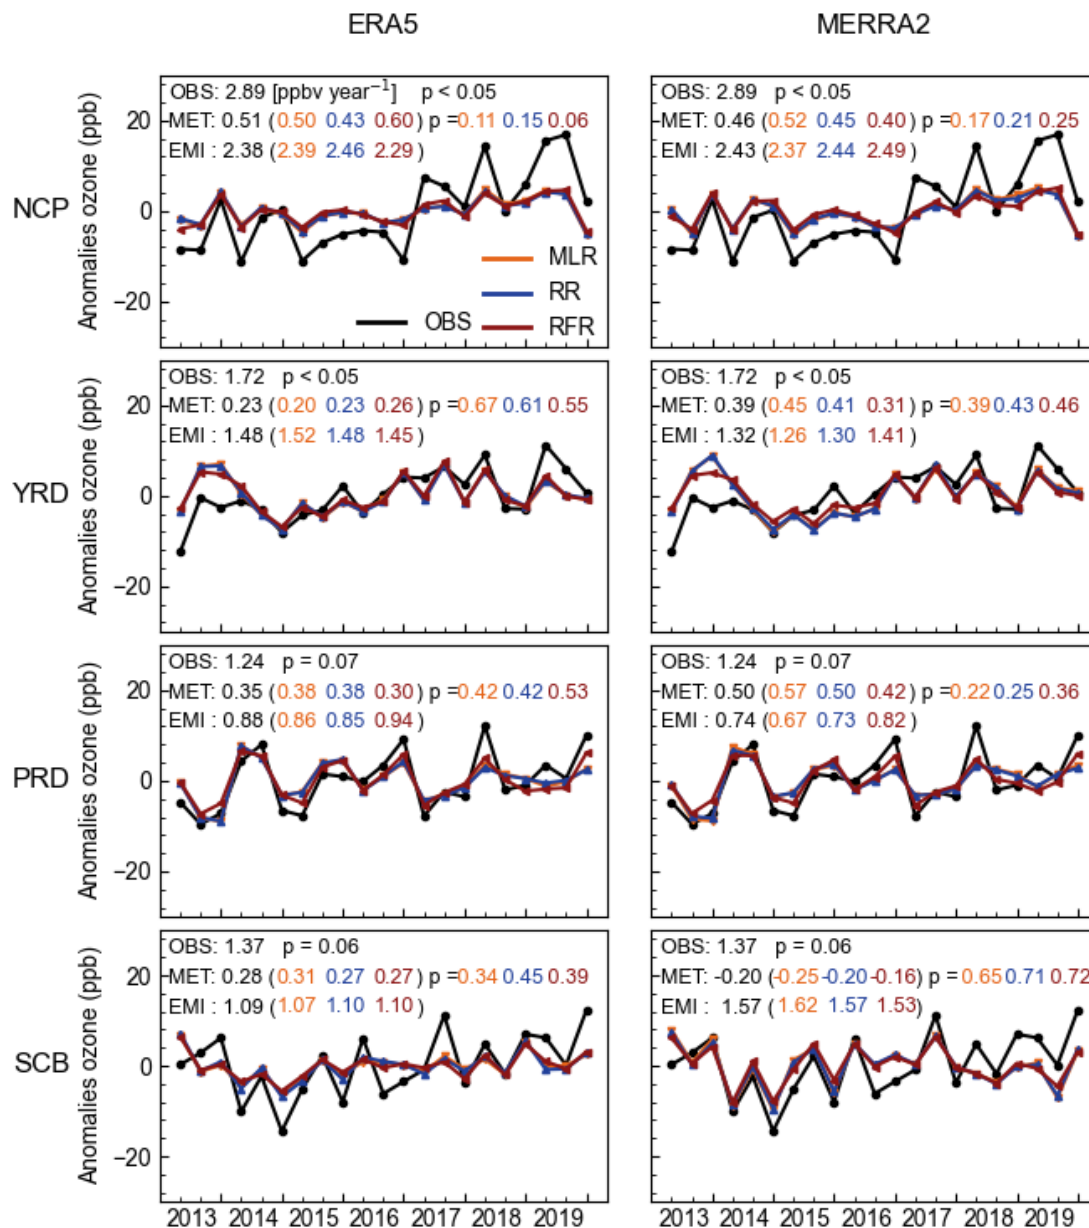 ERA5 MERRA2
NCP
Anomalies ozone (ppb)
20
0
−20
OBS: 2.89 [ppbv year⁻¹] p < 0.05
MET: 0.51 (0.50 0.43 0.60) p =0.11 0.15 0.06
EMI : 2.38 (2.39 2.46 2.29)
MLR
RR
OBS RFR
OBS: 2.89 p < 0.05
MET: 0.46 (0.52 0.45 0.40) p =0.17 0.21 0.25
EMI : 2.43 (2.37 2.44 2.49)
YRD
Anomalies ozone (ppb)
20
0
−20
OBS: 1.72 p < 0.05
MET: 0.23 (0.20 0.23 0.26) p =0.67 0.61 0.55
EMI : 1.48 (1.52 1.48 1.45)
OBS: 1.72 p < 0.05
MET: 0.39 (0.45 0.41 0.31) p =0.39 0.43 0.46
EMI : 1.32 (1.26 1.30 1.41)
PRD
Anomalies ozone (ppb)
20
0
−20
OBS: 1.24 p = 0.07
MET: 0.35 (0.38 0.38 0.30) p =0.42 0.42 0.53
EMI : 0.88 (0.86 0.85 0.94)
OBS: 1.24 p = 0.07
MET: 0.50 (0.57 0.50 0.42) p =0.22 0.25 0.36
EMI : 0.74 (0.67 0.73 0.82)
SCB
Anomalies ozone (ppb)
20
0
−20
OBS: 1.37 p = 0.06
MET: 0.28 (0.31 0.27 0.27) p =0.34 0.45 0.39
EMI : 1.09 (1.07 1.10 1.10)
OBS: 1.37 p = 0.06
MET: -0.20 (-0.25 -0.20 -0.16) p = 0.65 0.71 0.72
EMI : 1.57 (1.62 1.57 1.53)
2013 2014 2015 2016 2017 2018 2019
2013 2014 2015 2016 2017 2018 2019